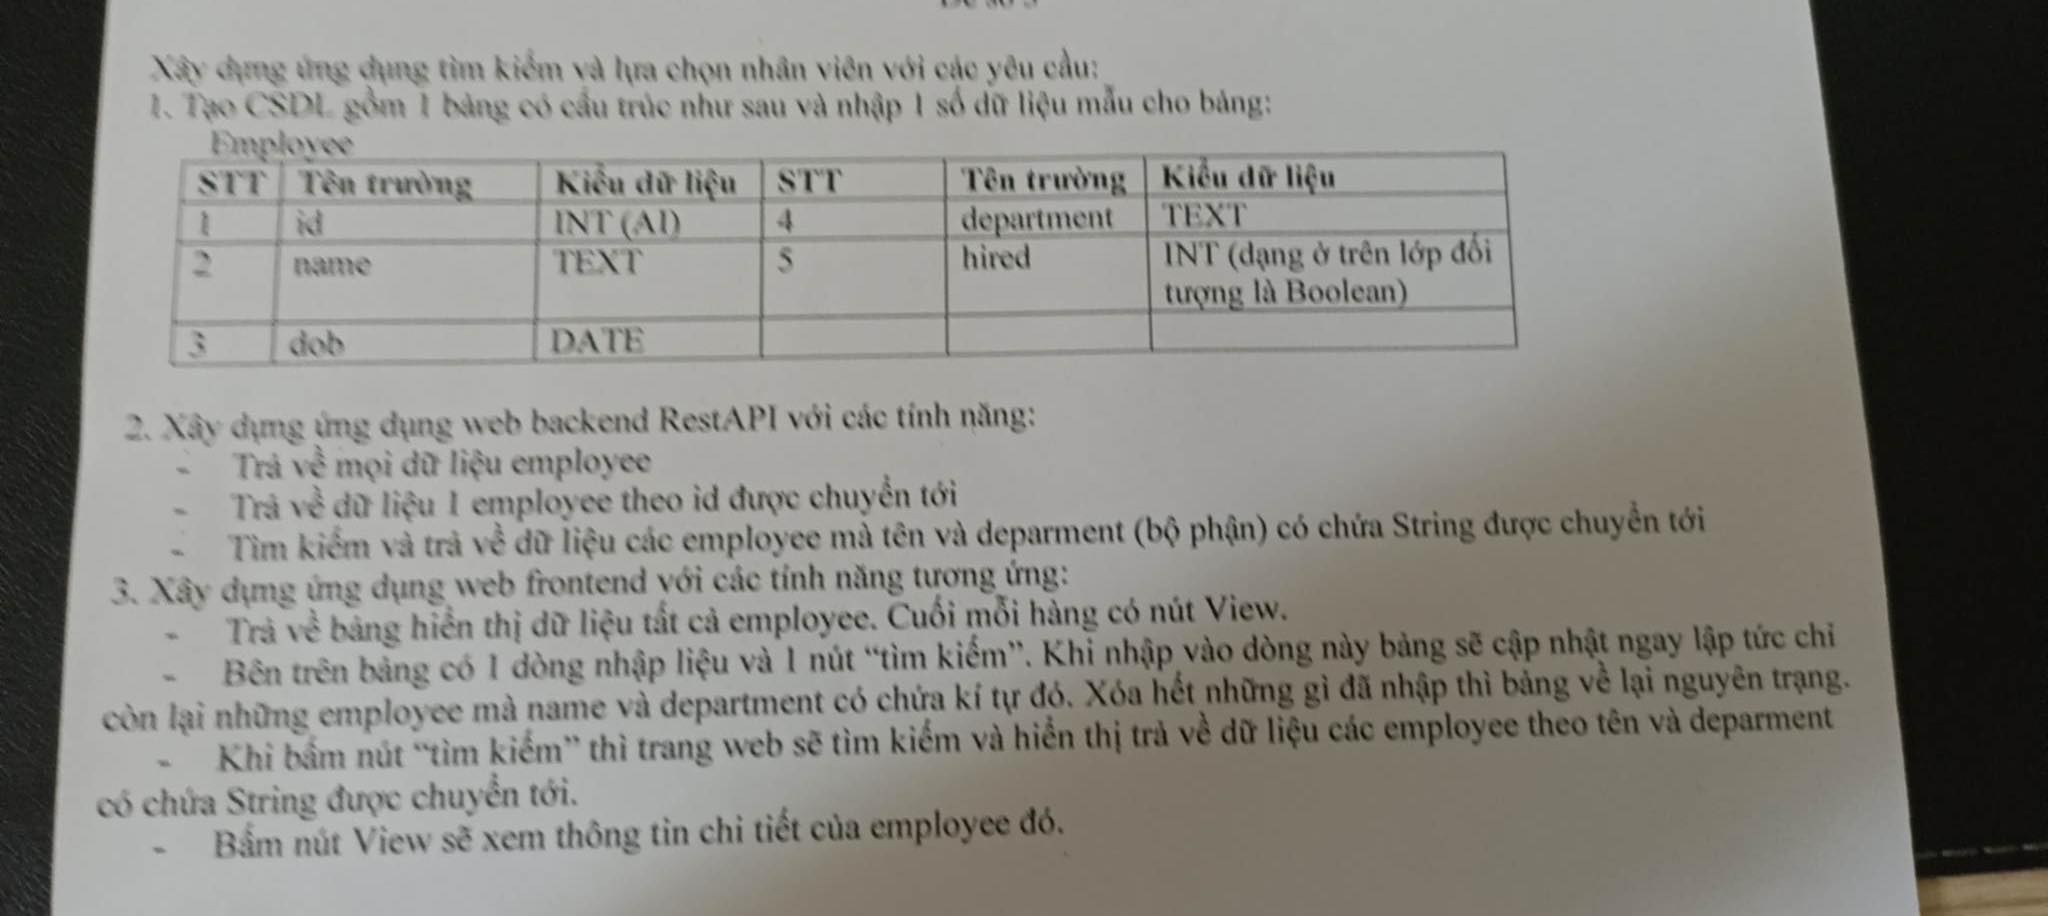 Xây dựng ứng dụng tìm kiếm và lựa chọn nhân viên với các yêu cầu:
1. Tạo CSDL gồm 1 bảng có cấu trúc như sau và nhập 1 số dữ liệu mẫu cho bảng:
Employee
STT Tên trường Kiểu dữ liệu STT Tên trường Kiểu dữ liệu
1 id INT (AI) 4 department TEXT
2 name TEXT 5 hired INT (dạng ở trên lớp đối
tượng là Boolean)
3 dob DATE
2. Xây dựng ứng dụng web backend RestAPI với các tính năng:
- Trả về mọi dữ liệu employee
- Trả về dữ liệu 1 employee theo id được chuyển tới
- Tìm kiếm và trả về dữ liệu các employee mà tên và deparment (bộ phận) có chứa String được chuyển tới
3. Xây dựng ứng dụng web frontend với các tính năng tương ứng:
- Trả về bảng hiển thị dữ liệu tất cả employee. Cuối mỗi hàng có nút View.
- Bên trên bảng có 1 dòng nhập liệu và 1 nút “tìm kiếm”. Khi nhập vào dòng này bảng sẽ cập nhật ngay lập tức chỉ
còn lại những employee mà name và department có chứa kí tự đó. Xóa hết những gì đã nhập thì bảng về lại nguyên trạng.
- Khi bấm nút “tìm kiếm” thì trang web sẽ tìm kiếm và hiển thị trả về dữ liệu các employee theo tên và deparment
có chứa String được chuyển tới.
- Bấm nút View sẽ xem thông tin chi tiết của employee đó.